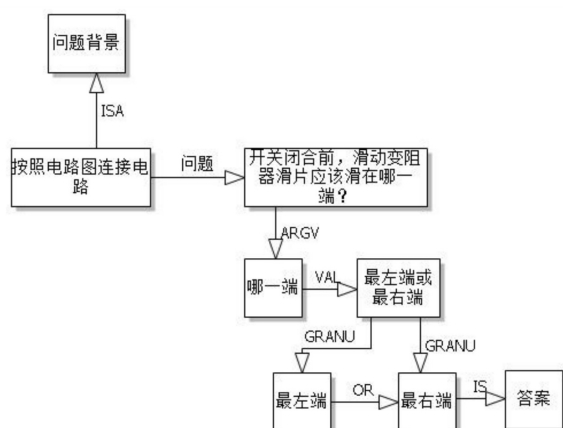 问题背景
ISA
按照电路图连接电
路
问题
开关闭合前，滑动变阻
器滑片应该滑在哪一
端？
ARGV
哪一端
VAL
最左端或
最右端
GRANU
GRANU
最左端
OR
最右端
IS
答案